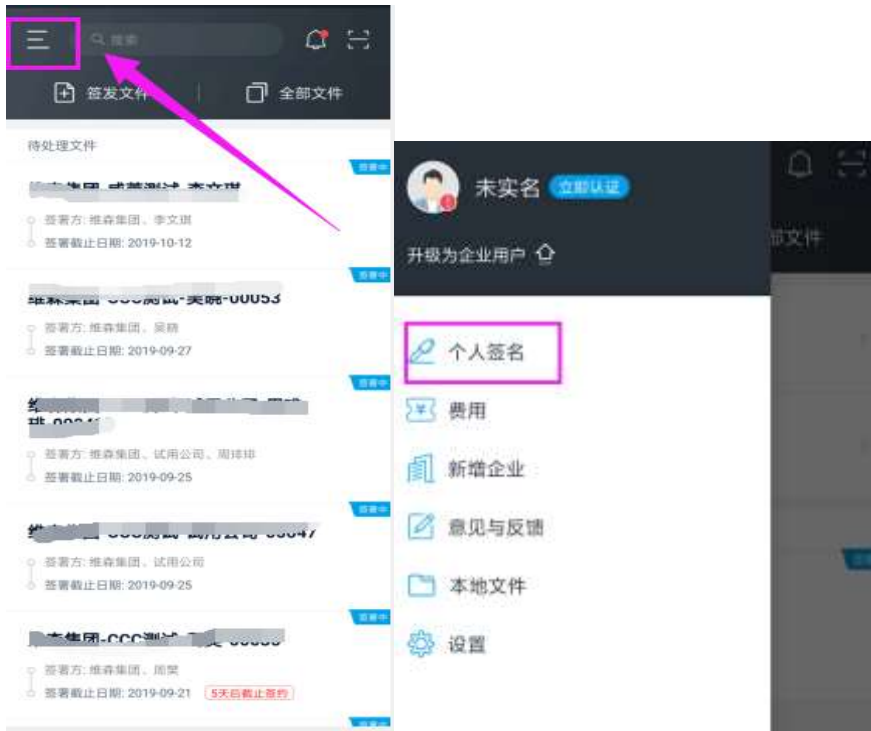 搜索
签发文件
全部文件
待处理文件
签署中
签署方: 维森集团、李文琪
签署截止日期: 2019-10-12
签署中
-00053
签署方: 维森集团、吴晓
签署截止日期: 2019-09-27
签署中
签署方: 维森集团、试用公司、周琲琲
签署截止日期: 2019-09-25
签署中
签署方: 维森集团、试用公司
签署截止日期: 2019-09-25
签署中
签署方: 维森集团、周昊
签署截止日期: 2019-09-21 5天后截止签约
签署中
未实名 立即认证
升级为企业用户
个人签名
费用
新增企业
意见与反馈
本地文件
设置
部文件